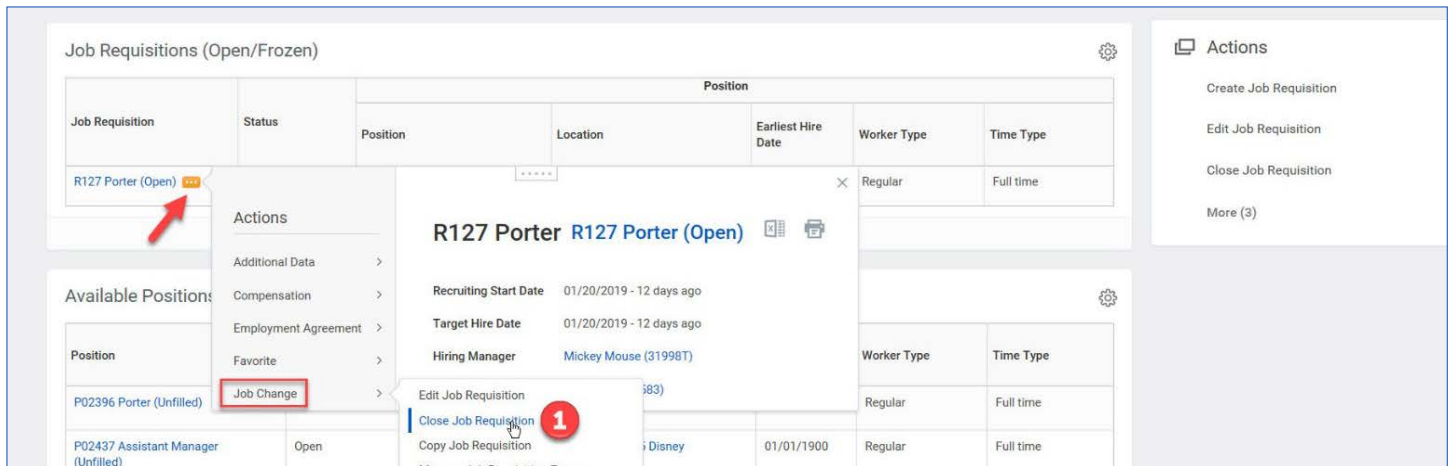 Job Requisitions (Open/Frozen)
Actions
Create Job Requisition
Edit Job Requisition
Close Job Requisition
More (3)
Position
Job Requisition Status Position Location Earliest Hire Date Worker Type Time Type
R127 Porter (Open) Regular Full time
Actions
Additional Data
Compensation
Employment Agreement
Favorite
Job Change
R127 Porter R127 Porter (Open)
Recruiting Start Date 01/20/2019 - 12 days ago
Target Hire Date 01/20/2019 - 12 days ago
Hiring Manager Mickey Mouse (31998T)
583)
Edit Job Requisition
Close Job Requisition 1
Copy Job Requisition
Available Positions
Position Worker Type Time Type
P02396 Porter (Unfilled) Regular Full time
P02437 Assistant Manager Open Disney 01/01/1900 Regular Full time
(Unfilled)